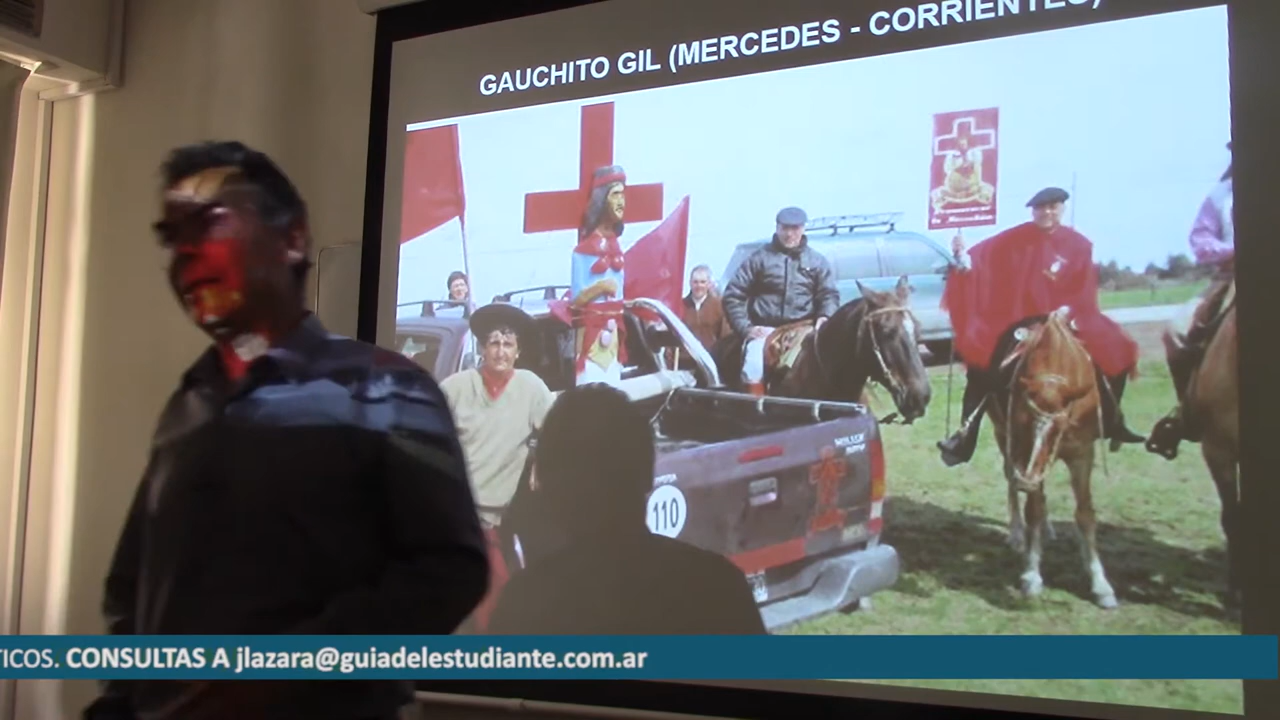 GAUCHITO GIL (MERCEDES - CORRIENTES)
110
TICOS. CONSULTAS A jlazara@guiadelestudiante.com.ar